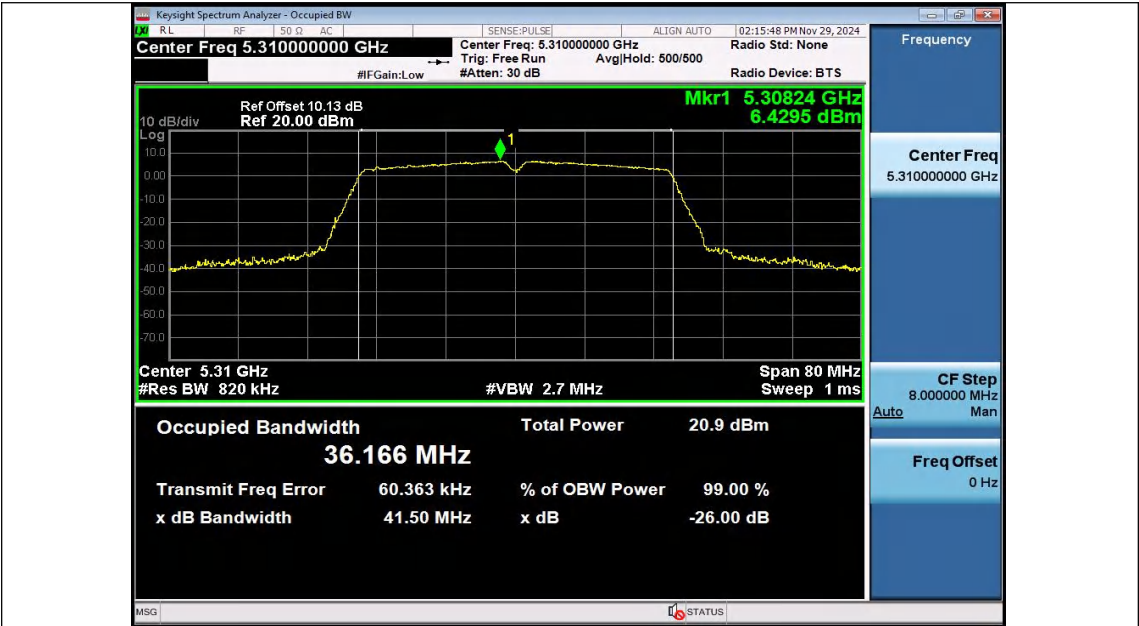 Keysight Spectrum Analyzer - Occupied BW
LXI RL RF 50 Ω AC SENSE:PULSE ALIGN AUTO 02:15:48 PM Nov 29, 2024
Center Freq 5.310000000 GHz
Center Freq: 5.310000000 GHz Radio Std: None
Trig: Free Run Avg|Hold: 500/500
#IFGain:Low #Atten: 30 dB Radio Device: BTS
Mkr1 5.30824 GHz
6.4295 dBm
Ref Offset 10.13 dB
10 dB/div Ref 20.00 dBm
Log
1
10.0
0.00
-10.0
-20.0
-30.0
-40.0
-50.0
-60.0
-70.0
Center 5.31 GHz Span 80 MHz
#Res BW 820 kHz #VBW 2.7 MHz Sweep 1 ms
Occupied Bandwidth Total Power 20.9 dBm
36.166 MHz
Transmit Freq Error 60.363 kHz % of OBW Power 99.00 %
x dB Bandwidth 41.50 MHz x dB -26.00 dB
Frequency
Center Freq
5.310000000 GHz
CF Step
8.000000 MHz
Auto Man
Freq Offset
0 Hz
MSG STATUS